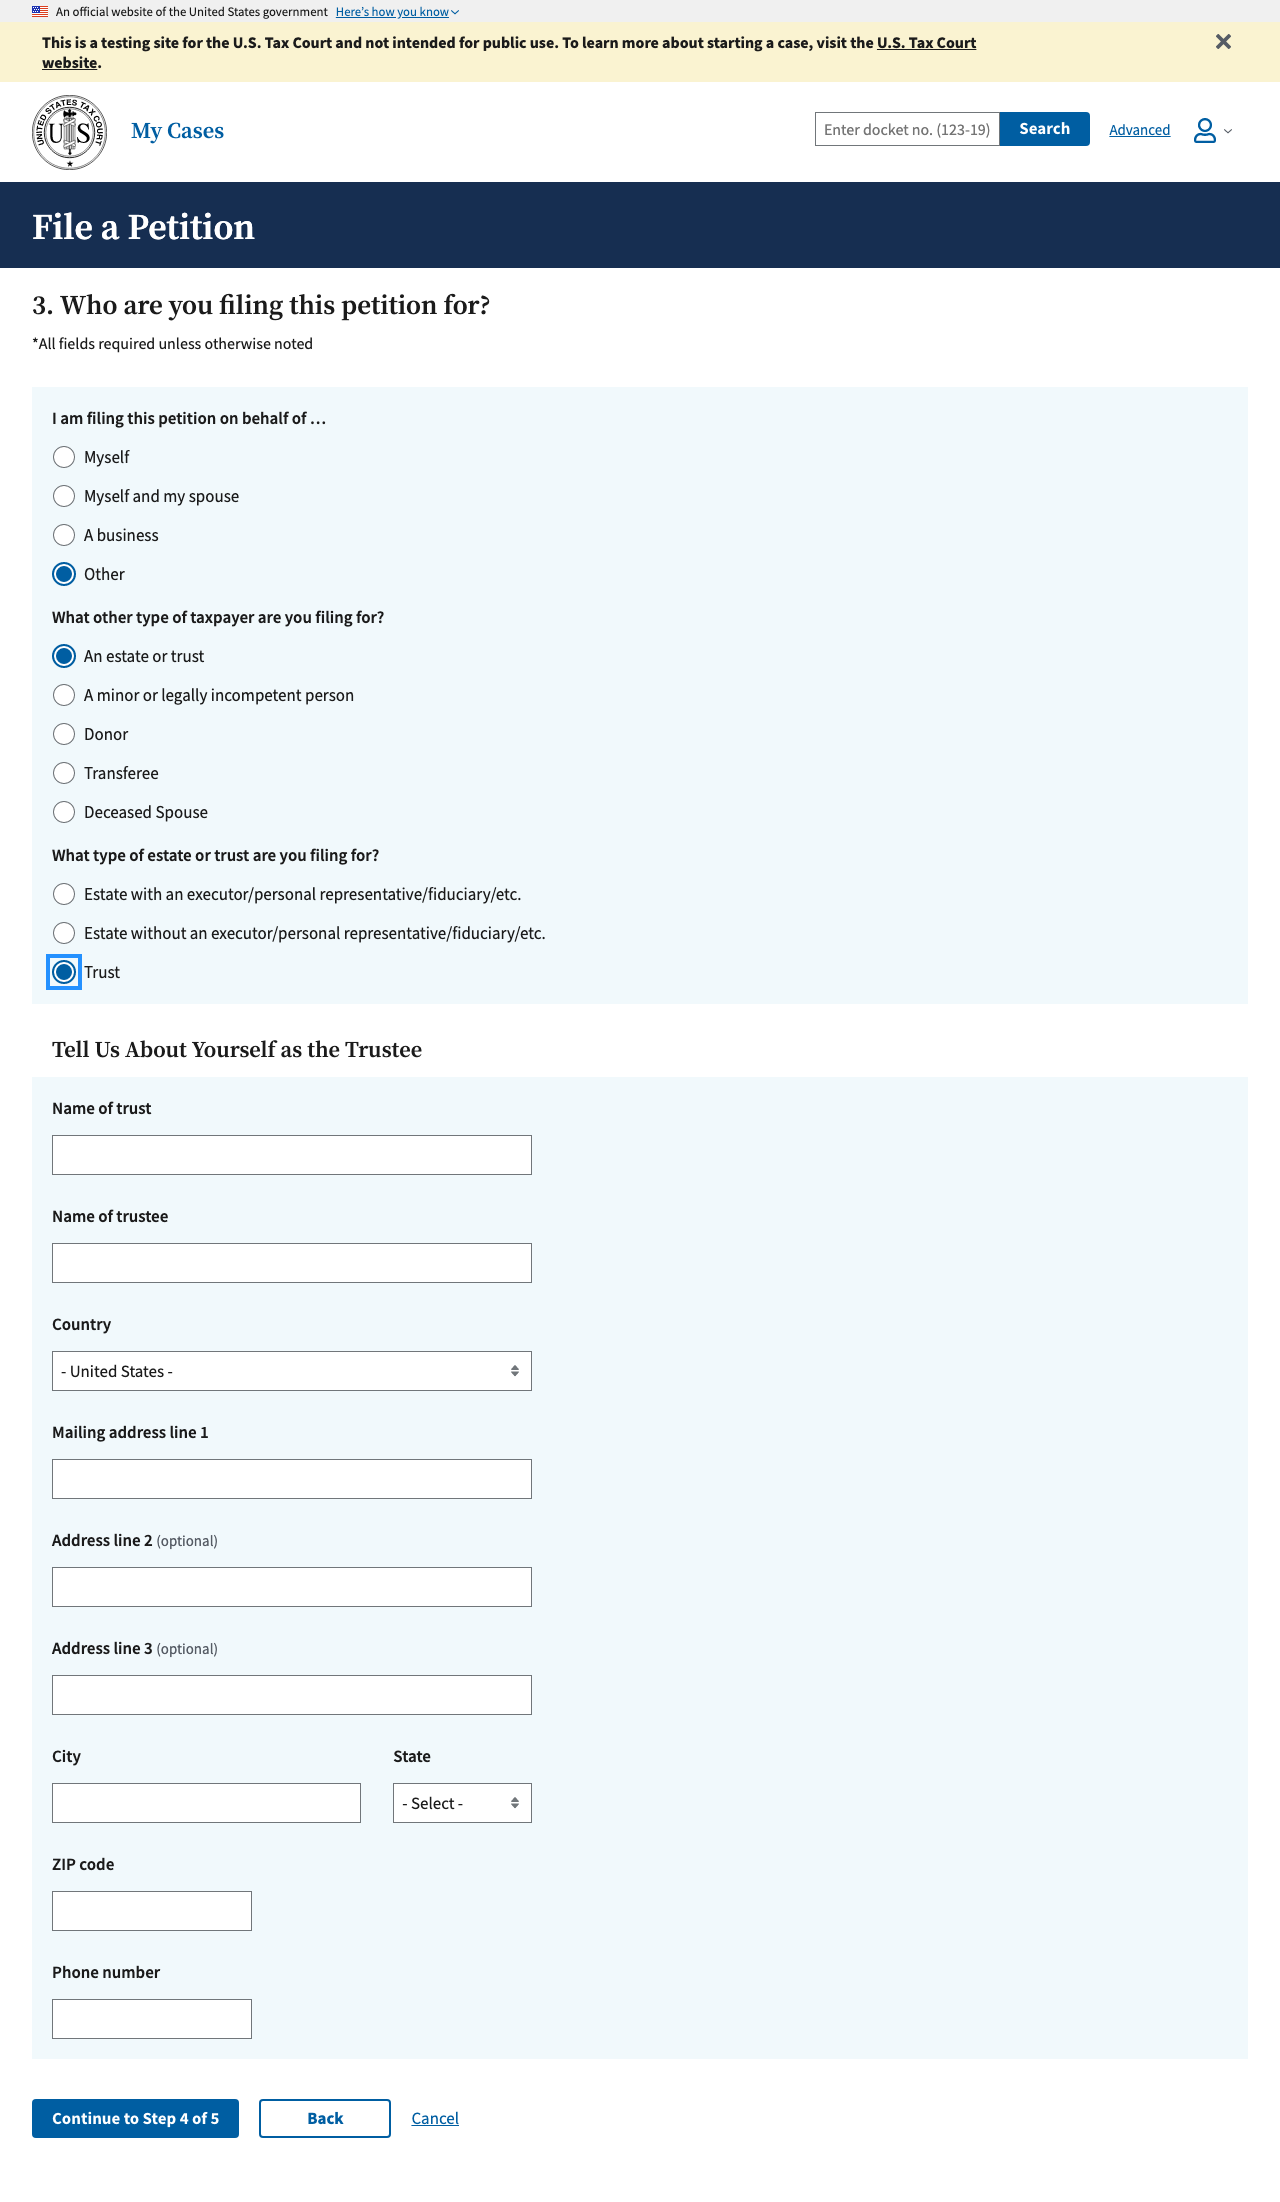 An official website of the United States government Here's how you know
This is a testing site for the U.S. Tax Court and not intended for public use. To learn more about starting a case, visit the U.S. Tax Court
website.
UNITED STATES TAX COURT
US
My Cases
Enter docket no. (123-19) Search Advanced
File a Petition
3. Who are you filing this petition for?
*All fields required unless otherwise noted
I am filing this petition on behalf of …
Myself
Myself and my spouse
A business
Other
What other type of taxpayer are you filing for?
An estate or trust
A minor or legally incompetent person
Donor
Transferee
Deceased Spouse
What type of estate or trust are you filing for?
Estate with an executor/personal representative/fiduciary/etc.
Estate without an executor/personal representative/fiduciary/etc.
Trust
Tell Us About Yourself as the Trustee
Name of trust
Name of trustee
Country
- United States -
Mailing address line 1
Address line 2 (optional)
Address line 3 (optional)
City State
- Select -
ZIP code
Phone number
Continue to Step 4 of 5 Back Cancel